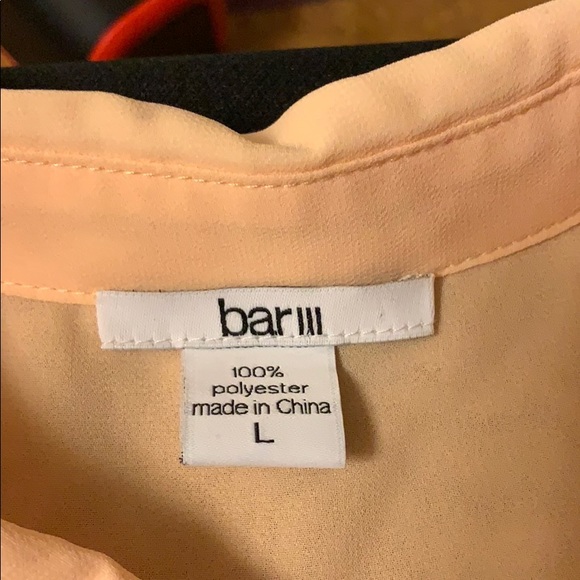 bar III
100%
polyester
made in China
L